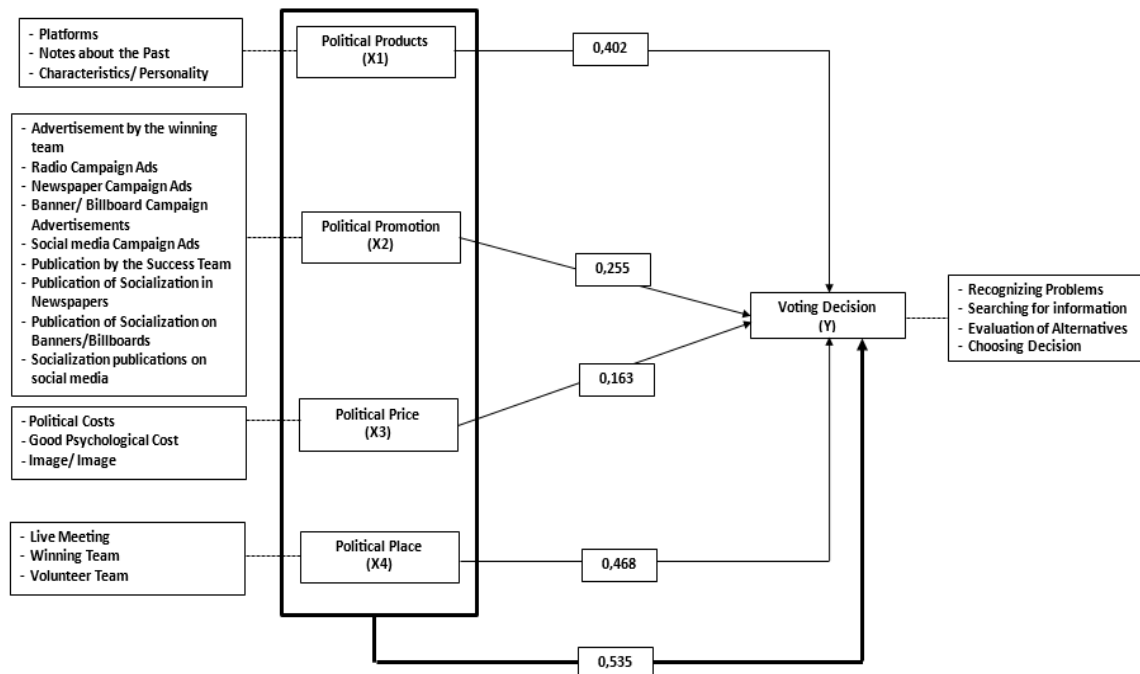 - Platforms
- Notes about the Past
- Characteristics/ Personality
Political Products
(X1)
0,402
- Advertisement by the winning
team
- Radio Campaign Ads
- Newspaper Campaign Ads
- Banner/ Billboard Campaign
Advertisements
- Social media Campaign Ads
- Publication by the Success Team
- Publication of Socialization in
Newspapers
- Publication of Socialization on
Banners/Billboards
- Socialization publications on
social media
Political Promotion
(X2)
0,255
Voting Decision
(Y)
- Recognizing Problems
- Searching for information
- Evaluation of Alternatives
- Choosing Decision
0,163
- Political Costs
- Good Psychological Cost
- Image/ Image
Political Price
(X3)
- Live Meeting
- Winning Team
- Volunteer Team
Political Place
(X4)
0,468
0,535